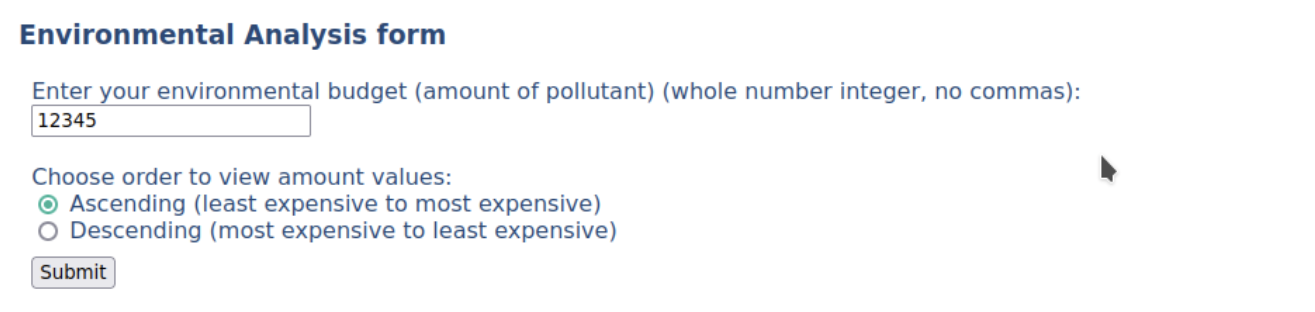 Environmental Analysis form
Enter your environmental budget (amount of pollutant) (whole number integer, no commas):
12345
Choose order to view amount values:
Ascending (least expensive to most expensive)
Descending (most expensive to least expensive)
Submit